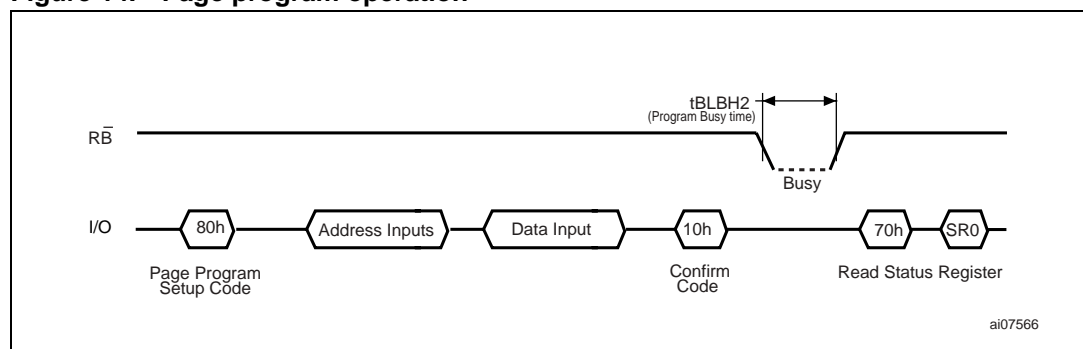 Figure 14. Page program operation
tBLBH2
(Program Busy time)
RB̅
Busy
I/O
80h
Address Inputs
Data Input
10h
70h
SR0
Page Program
Setup Code
Confirm
Code
Read Status Register
ai07566